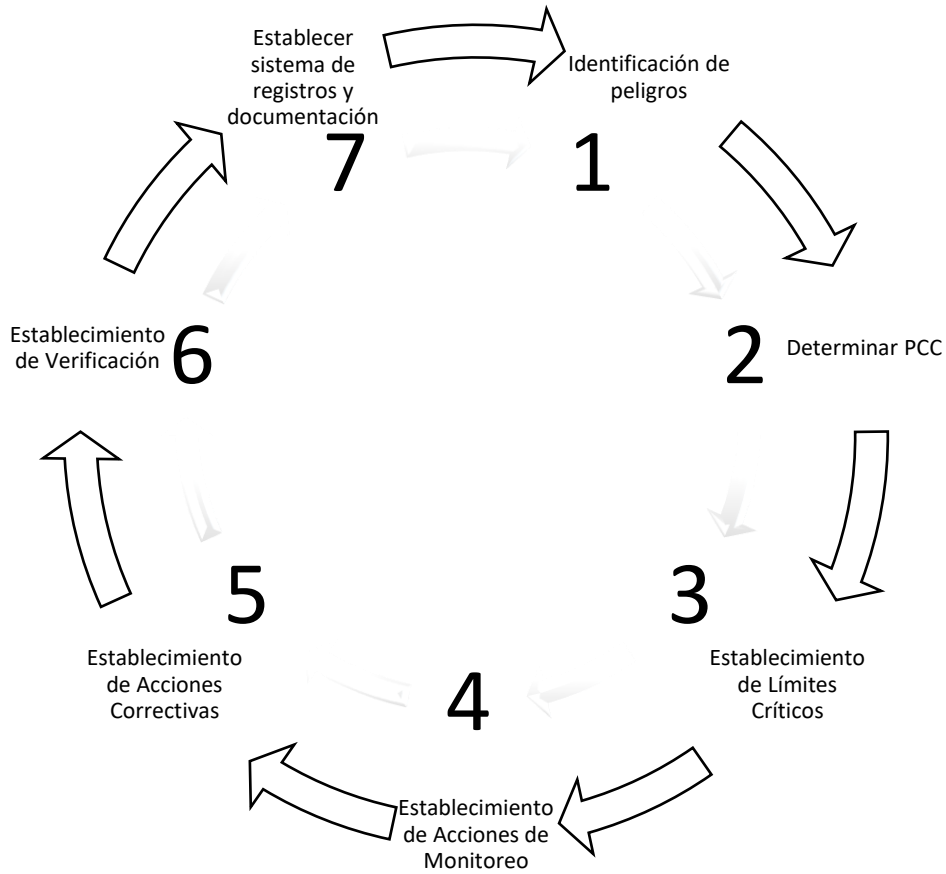 Identificación de
peligros
1
2
Determinar PCC
3
Establecimiento
de Límites
Críticos
4
Establecimiento
de Acciones de
Monitoreo
5
Establecimiento
de Acciones
Correctivas
6
Establecimiento
de Verificación
7
Establecer
sistema de
registros y
documentación